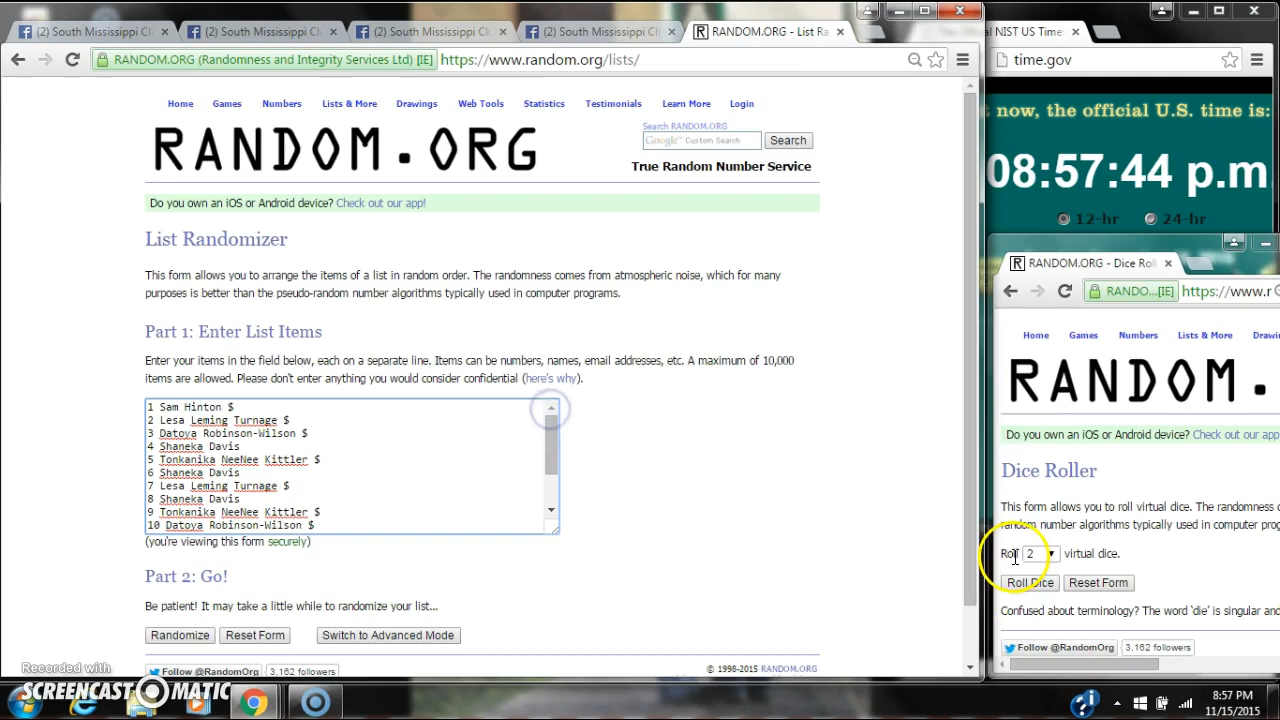 (2) South Mississippi Cl
(2) South Mississippi
(2) South Mississippi Cl
(2) South Mississippi Cl
RANDOM.ORG - List Ra
NIST US Time:
RANDOM.ORG (Randomness and Integrity Services Ltd) [IE]
https://www.random.org/lists/
time.gov
Home
Games
Numbers
Lists & More
Drawings
Web Tools
Statistics
Testimonials
Learn More
Login
RANDOM.ORG
Search RANDOM.ORG
Google™ Custom Search
Search
True Random Number Service
Do you own an iOS or Android device? Check out our app!
List Randomizer
This form allows you to arrange the items of a list in random order. The randomness comes from atmospheric noise, which for many
purposes is better than the pseudo-random number algorithms typically used in computer programs.
Part 1: Enter List Items
Enter your items in the field below, each on a separate line. Items can be numbers, names, email addresses, etc. A maximum of 10,000
items are allowed. Please don't enter anything you would consider confidential (here's why).
1 Sam Hinton $
2 Lesa Leming Turnage $
3 Datoya Robinson-Wilson $
4 Shaneka Davis
5 Tonkanika NeeNee Kittler $
6 Shaneka Davis
7 Lesa Leming Turnage $
8 Shaneka Davis
9 Tonkanika NeeNee Kittler $
10 Datoya Robinson-Wilson $
(you're viewing this form securely)
Part 2: Go!
Be patient! It may take a little while to randomize your list...
Randomize
Reset Form
Switch to Advanced Mode
Follow @RandomOrg
3,162 followers
© 1998-2015 RANDOM.ORG
now, the official U.S. time is:
08:57:44 p.m
12-hr
24-hr
RANDOM.ORG - Dice Roll
RANDO...[IE]
https://www.r
Home
Games
Numbers
Lists & More
Drawi
RANDOM.
Do you own an iOS or Android device? Check out our app
Dice Roller
This form allows you to roll virtual dice. The randomness c
random number algorithms typically used in computer prog
Roll 2 virtual dice.
Roll Dice
Reset Form
Confused about terminology? The word 'die' is singular and
Follow @RandomOrg
3,162 followers
Recorded with
SCREENCAST-O-MATIC
8:57 PM
11/15/2015